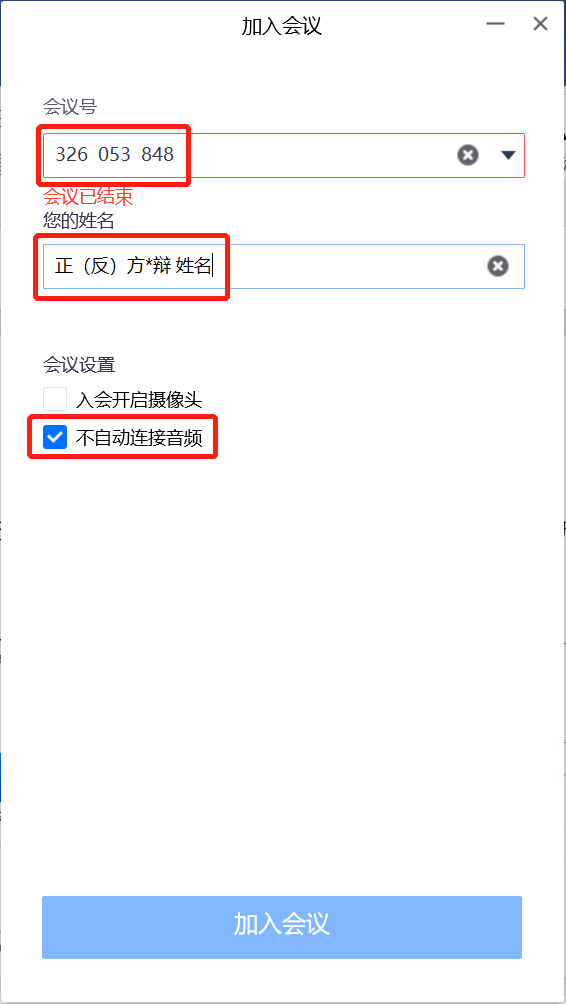 加入会议
会议号
326 053 848
会议已结束
您的姓名
正（反）方*辩 姓名
会议设置
入会开启摄像头
不自动连接音频
加入会议